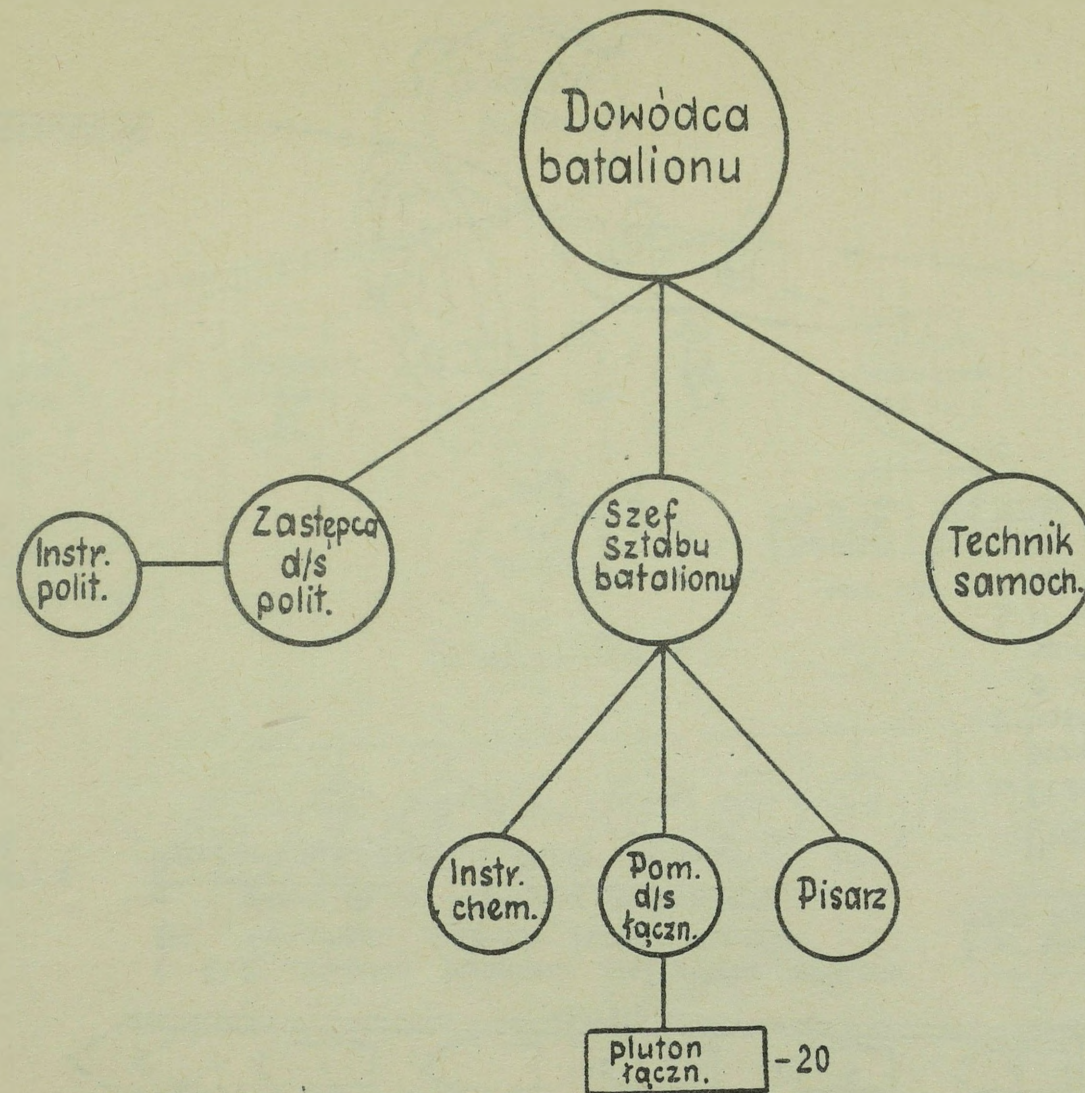 Dowódca
batalionu
Instr.
polit.
Zastępca
d/s
polit.
Szef
sztabu
batalionu
Technik
samoch.
Instr.
chem.
Pom.
d/s
łączn.
Pisarz
pluton
łączn.
-20